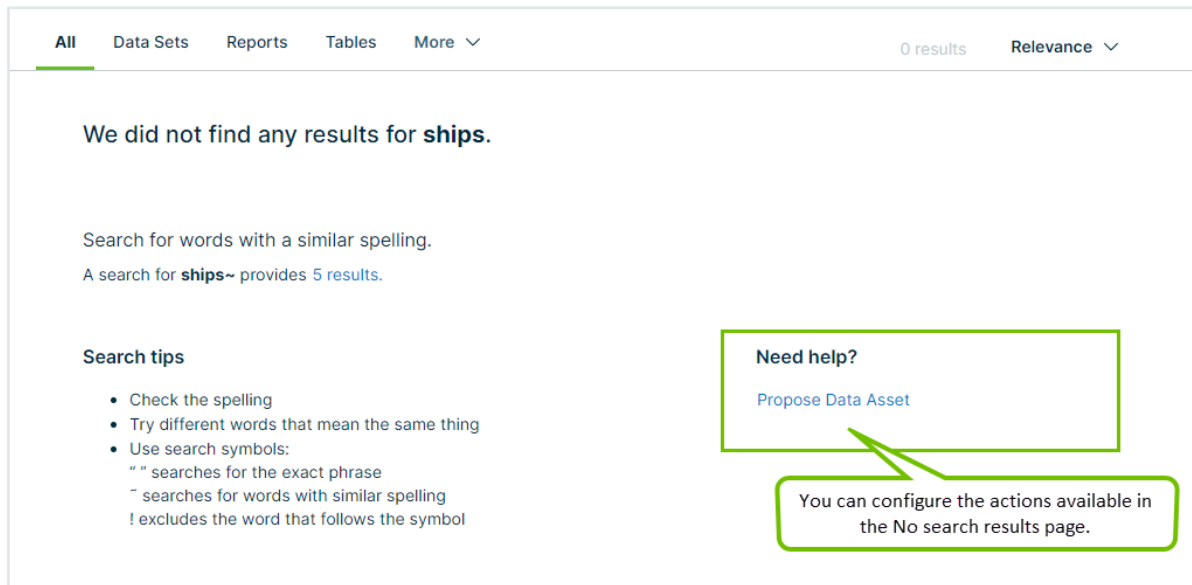 All Data Sets Reports Tables More 0 results Relevance
We did not find any results for ships.
Search for words with a similar spelling.
A search for ships~ provides 5 results.
Search tips
• Check the spelling
• Try different words that mean the same thing
• Use search symbols:
“ ” searches for the exact phrase
˜ searches for words with similar spelling
! excludes the word that follows the symbol
Need help?
Propose Data Asset
You can configure the actions available in
the No search results page.